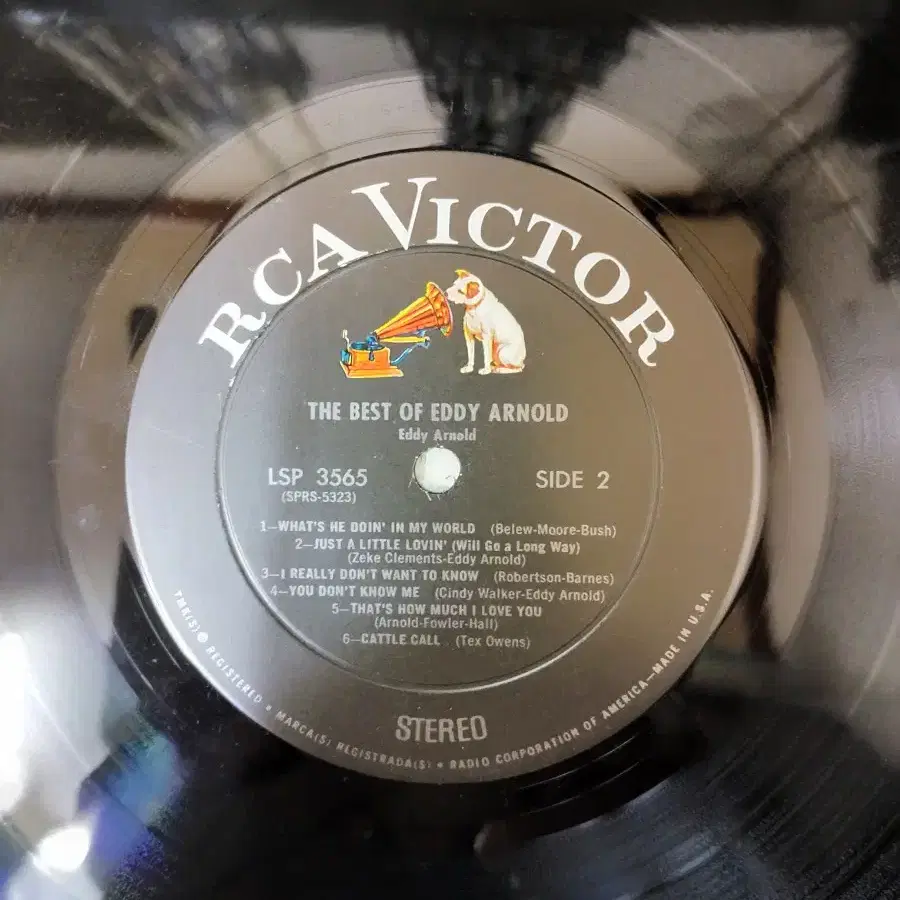 RCA VICTOR
THE BEST OF EDDY ARNOLD
Eddy Arnold
LSP 3565
(SPRS-5323)
SIDE 2
1—WHAT'S HE DOIN' IN MY WORLD (Belew-Moore-Bush)
2—JUST A LITTLE LOVIN' (Will Go a Long Way)
(Zeke Clements-Eddy Arnold)
3—I REALLY DON'T WANT TO KNOW (Robertson-Barnes)
4—YOU DON'T KNOW ME (Cindy Walker-Eddy Arnold)
5—THAT'S HOW MUCH I LOVE YOU
(Arnold-Fowler-Hall)
6—CATTLE CALL (Tex Owens)
STEREO
TMK(S) ® REGISTERED • MARCA(S) REGISTRADA(S) • RADIO CORPORATION OF AMERICA—MADE IN U.S.A.